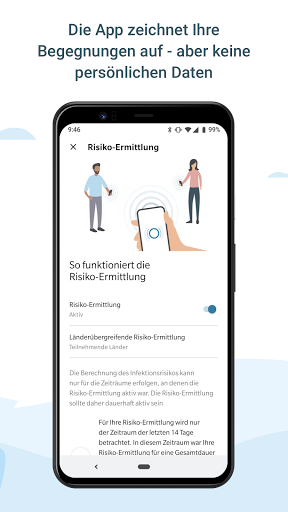 Die App zeichnet Ihre
Begegnungen auf - aber keine
persönlichen Daten
9:46
99%
Risiko-Ermittlung
So funktioniert die
Risiko-Ermittlung
Risiko-Ermittlung
Aktiv
Länderübergreifende Risiko-Ermittlung
Teilnehmende Länder
Die Berechnung des Infektionsrisikos kann
nur für die Zeiträume erfolgen, an denen die
Risiko-Ermittlung aktiv war. Die Risiko-Ermittlung
sollte daher dauerhaft aktiv sein
Für Ihre Risiko-Ermittlung wird nur
der Zeitraum der letzten 14 Tage
betrachtet. In diesem Zeitraum war Ihre
Risiko-Ermittlung für eine Gesamtdauer